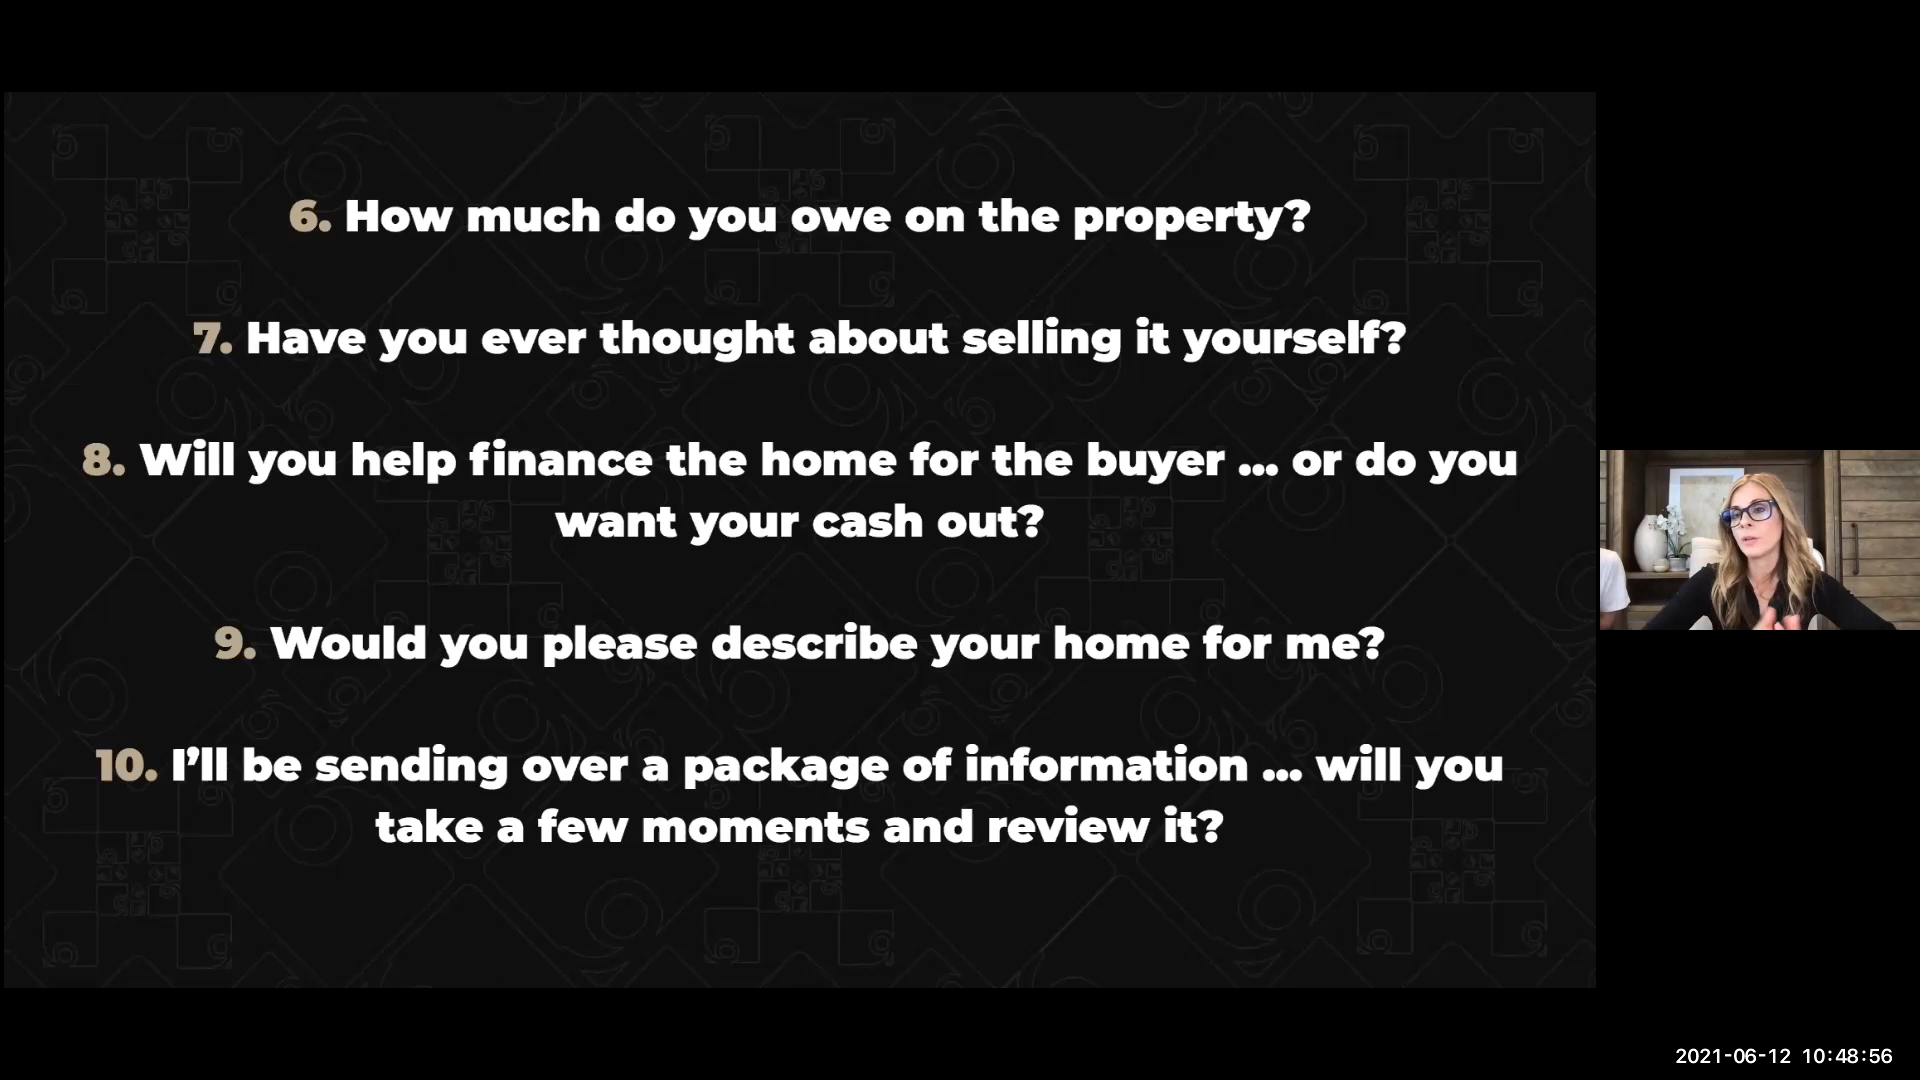 6. How much do you owe on the property?
7. Have you ever thought about selling it yourself?
8. Will you help finance the home for the buyer ... or do you
want your cash out?
9. Would you please describe your home for me?
10. I’ll be sending over a package of information ... will you
take a few moments and review it?
2021-06-12 10:48:56